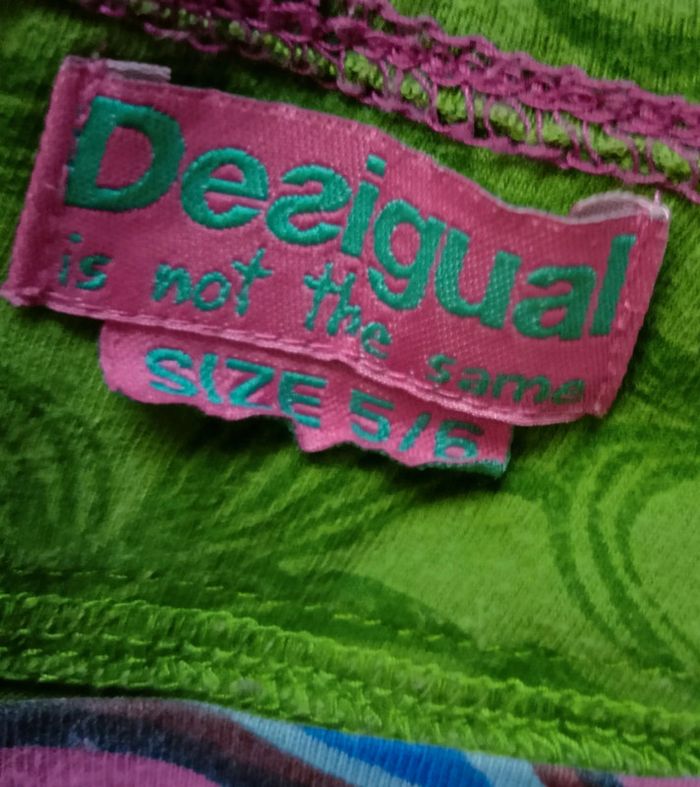 Desigual
is not the same
SIZE 5/6